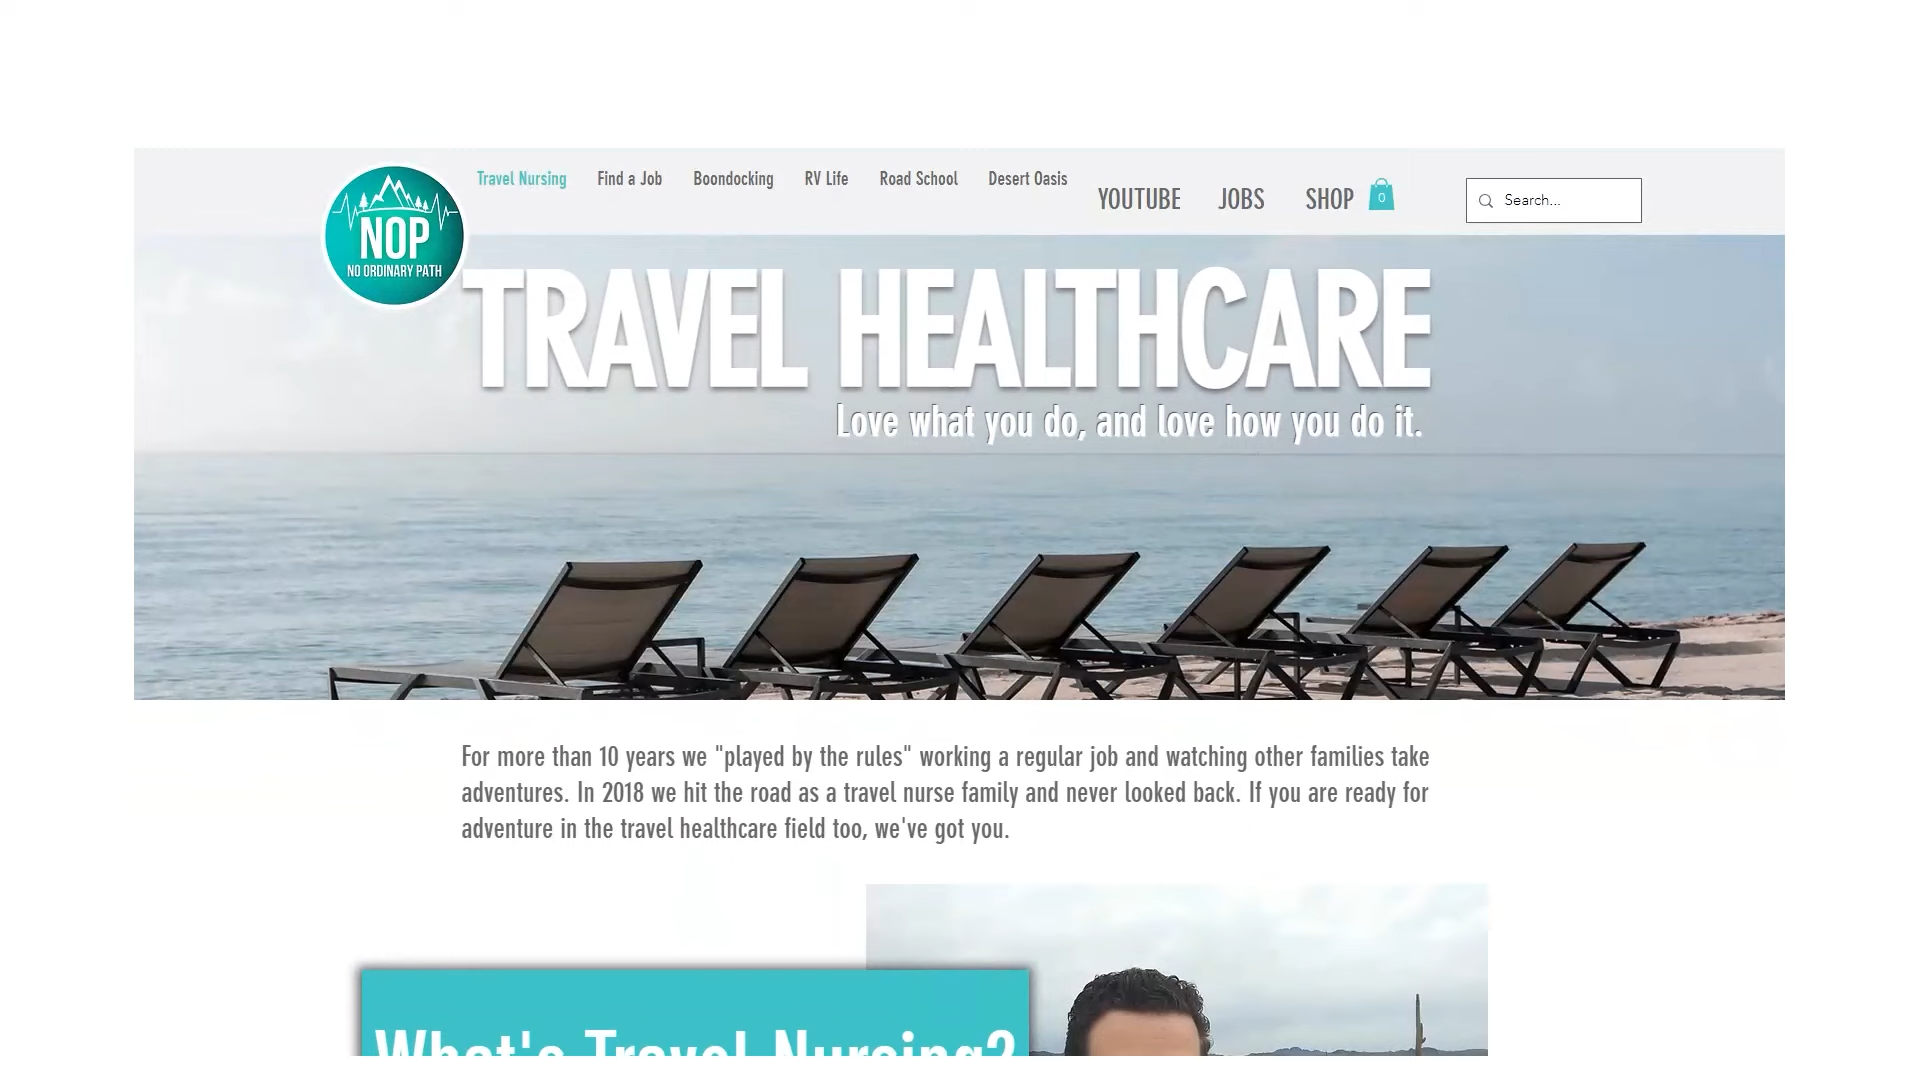 Travel Nursing Find a Job Boondocking RV Life Road School Desert Oasis
YOUTUBE JOBS SHOP 0 Search...
NOP
NO ORDINARY PATH
TRAVEL HEALTHCARE
Love what you do, and love how you do it.
For more than 10 years we "played by the rules" working a regular job and watching other families take
adventures. In 2018 we hit the road as a travel nurse family and never looked back. If you are ready for
adventure in the travel healthcare field too, we've got you.
What's Travel Nursing?